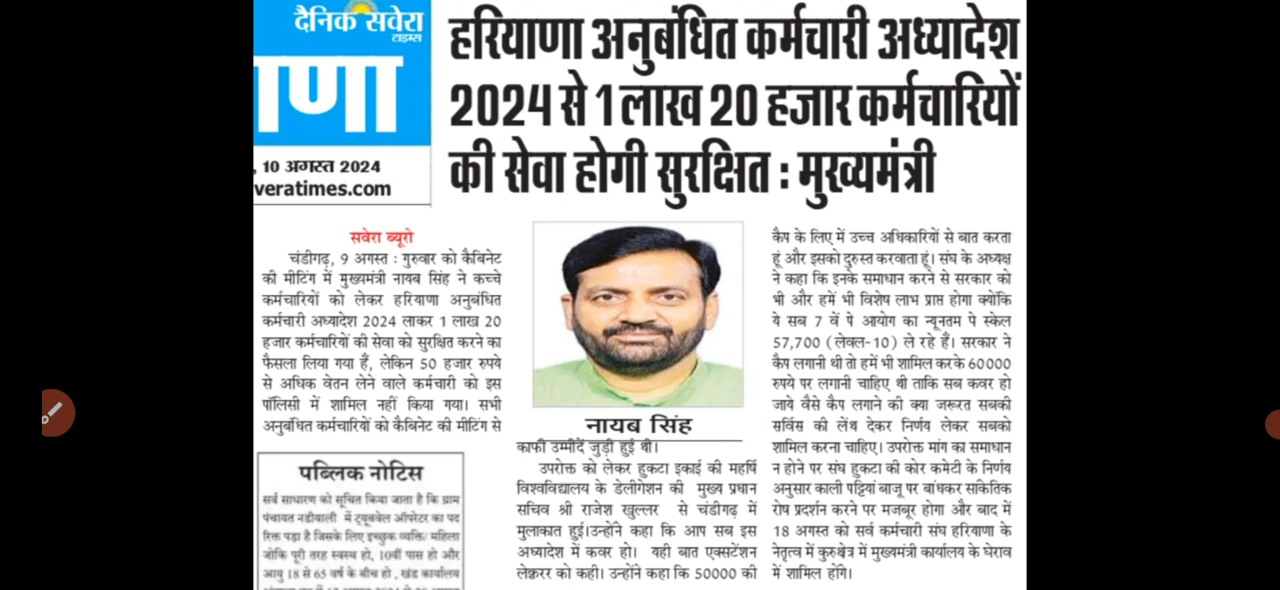 दैनिक सवेरा
टाइम्स
गणा
, 10 अगस्त 2024
veratimes.com
हरियाणा अनुबंधित कर्मचारी अध्यादेश
2024 से 1 लाख 20 हजार कर्मचारियों
की सेवा होगी सुरक्षित : मुख्यमंत्री
सवेरा ब्यूरो
चंडीगढ़, 9 अगस्त : गुरुवार को कैबिनेट
की मीटिंग में मुख्यमंत्री नायब सिंह ने कच्चे
कर्मचारियों को लेकर हरियाणा अनुबंधित
कर्मचारी अध्यादेश 2024 लाकर 1 लाख 20
हजार कर्मचारियों की सेवा को सुरक्षित करने का
फैसला लिया गया हैं, लेकिन 50 हजार रुपये
से अधिक वेतन लेने वाले कर्मचारी को इस
पॉलिसी में शामिल नहीं किया गया। सभी
अनुबंधित कर्मचारियों को कैबिनेट की मीटिंग से
नायब सिंह
काफी उम्मीदें जुड़ी हुई थी।
उपरोक्त को लेकर हुकटा इकाई की महर्षि
विश्वविद्यालय के डेलीगेशन की मुख्य प्रधान
सचिव श्री राजेश खुल्लर से चंडीगढ़ में
मुलाकात हुई।उन्होंने कहा कि आप सब इस
अध्यादेश में कवर हो। यही बात एक्सटेंशन
लेक्चरर को कही। उन्होंने कहा कि 50000 की
कैप के लिए में उच्च अधिकारियों से बात करता
हूं और इसको दुरुस्त करवाता हूं। संघ के अध्यक्ष
ने कहा कि इनके समाधान करने से सरकार को
भी और हमें भी विशेष लाभ प्राप्त होगा क्योंकि
ये सब 7 वें पे आयोग का न्यूनतम पे स्केल
57,700 (लेवल-10) ले रहे हैं। सरकार ने
कैप लगानी थी तो हमें भी शामिल करके 60000
रुपये पर लगानी चाहिए थी ताकि सब कवर हो
जाये वैसे कैप लगाने की क्या जरूरत सबकी
सर्विस की लेंथ देकर निर्णय लेकर सबको
शामिल करना चाहिए। उपरोक्त मांग का समाधान
न होने पर संघ हुकटा की कोर कमेटी के निर्णय
अनुसार काली पट्टियां बाजू पर बांधकर सांकेतिक
रोष प्रदर्शन करने पर मजबूर होगा और बाद में
18 अगस्त को सर्व कर्मचारी संघ हरियाणा के
नेतृत्व में कुरुक्षेत्र में मुख्यमंत्री कार्यालय के घेराव
में शामिल होंगे।
पब्लिक नोटिस
सर्व साधारण को सूचित किया जाता है कि ग्राम
पंचायत नडीयाली में ट्यूबवेल ऑपरेटर का पद
रिक्त पड़ा है जिसके लिए इच्छुक व्यक्ति/ महिला
जोकि पूरी तरह स्वस्थ हो, 10वीं पास हो और
आयु 18 से 65 वर्ष के बीच हो , खंड कार्यालय